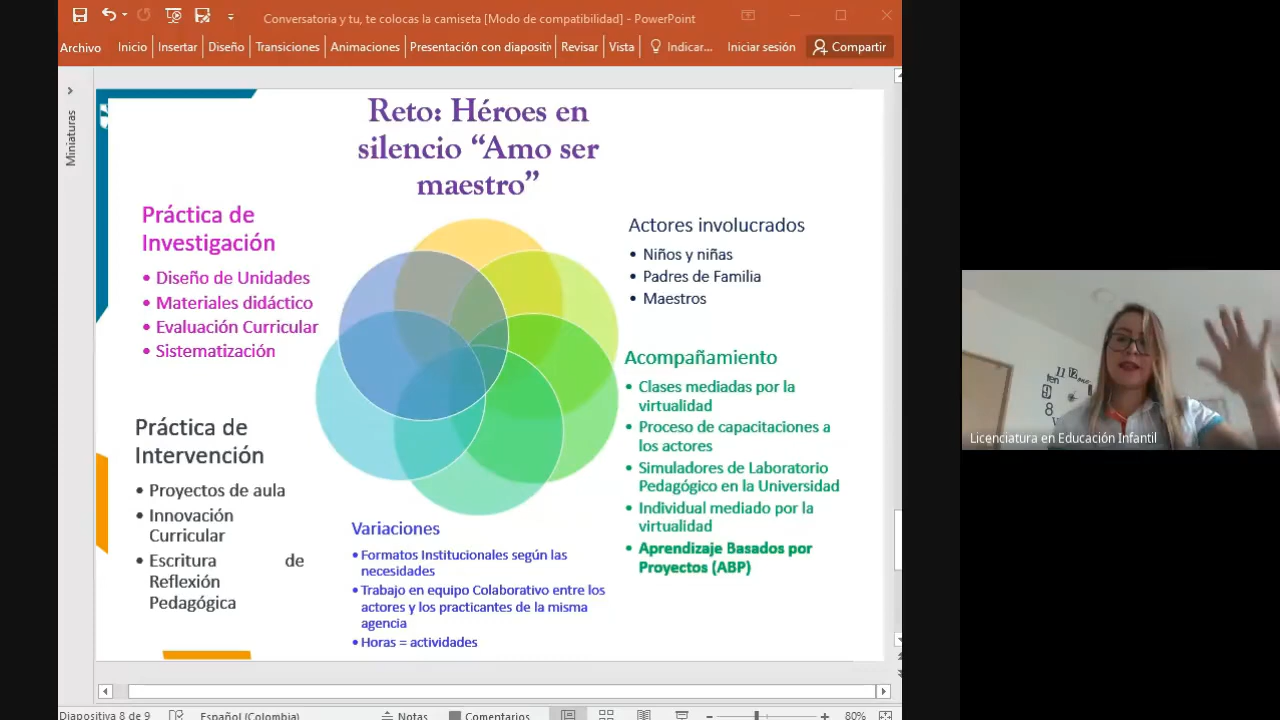 Conversatoria y tu, te colocas la camiseta [Modo de compatibilidad] - PowerPoint
Archivo Inicio Insertar Diseño Transiciones Animaciones Presentación con dispositiv Revisar Vista Indicar... Iniciar sesión Compartir
Miniaturas
Reto: Héroes en
silencio “Amo ser
maestro”
Práctica de
Investigación
• Diseño de Unidades
• Materiales didáctico
• Evaluación Curricular
• Sistematización
Práctica de
Intervención
• Proyectos de aula
• Innovación
Curricular
• Escritura de
Reflexión
Pedagógica
Variaciones
• Formatos Institucionales según las
necesidades
• Trabajo en equipo Colaborativo entre los
actores y los practicantes de la misma
agencia
• Horas = actividades
Actores involucrados
• Niños y niñas
• Padres de Familia
• Maestros
Acompañamiento
• Clases mediadas por la
virtualidad
• Proceso de capacitaciones a
los actores
• Simuladores de Laboratorio
Pedagógico en la Universidad
• Individual mediado por la
virtualidad
• Aprendizaje Basados por
Proyectos (ABP)
Licenciatura en Educación Infantil
Diapositiva 8 de 9 Español (Colombia) Notas Comentarios 80%